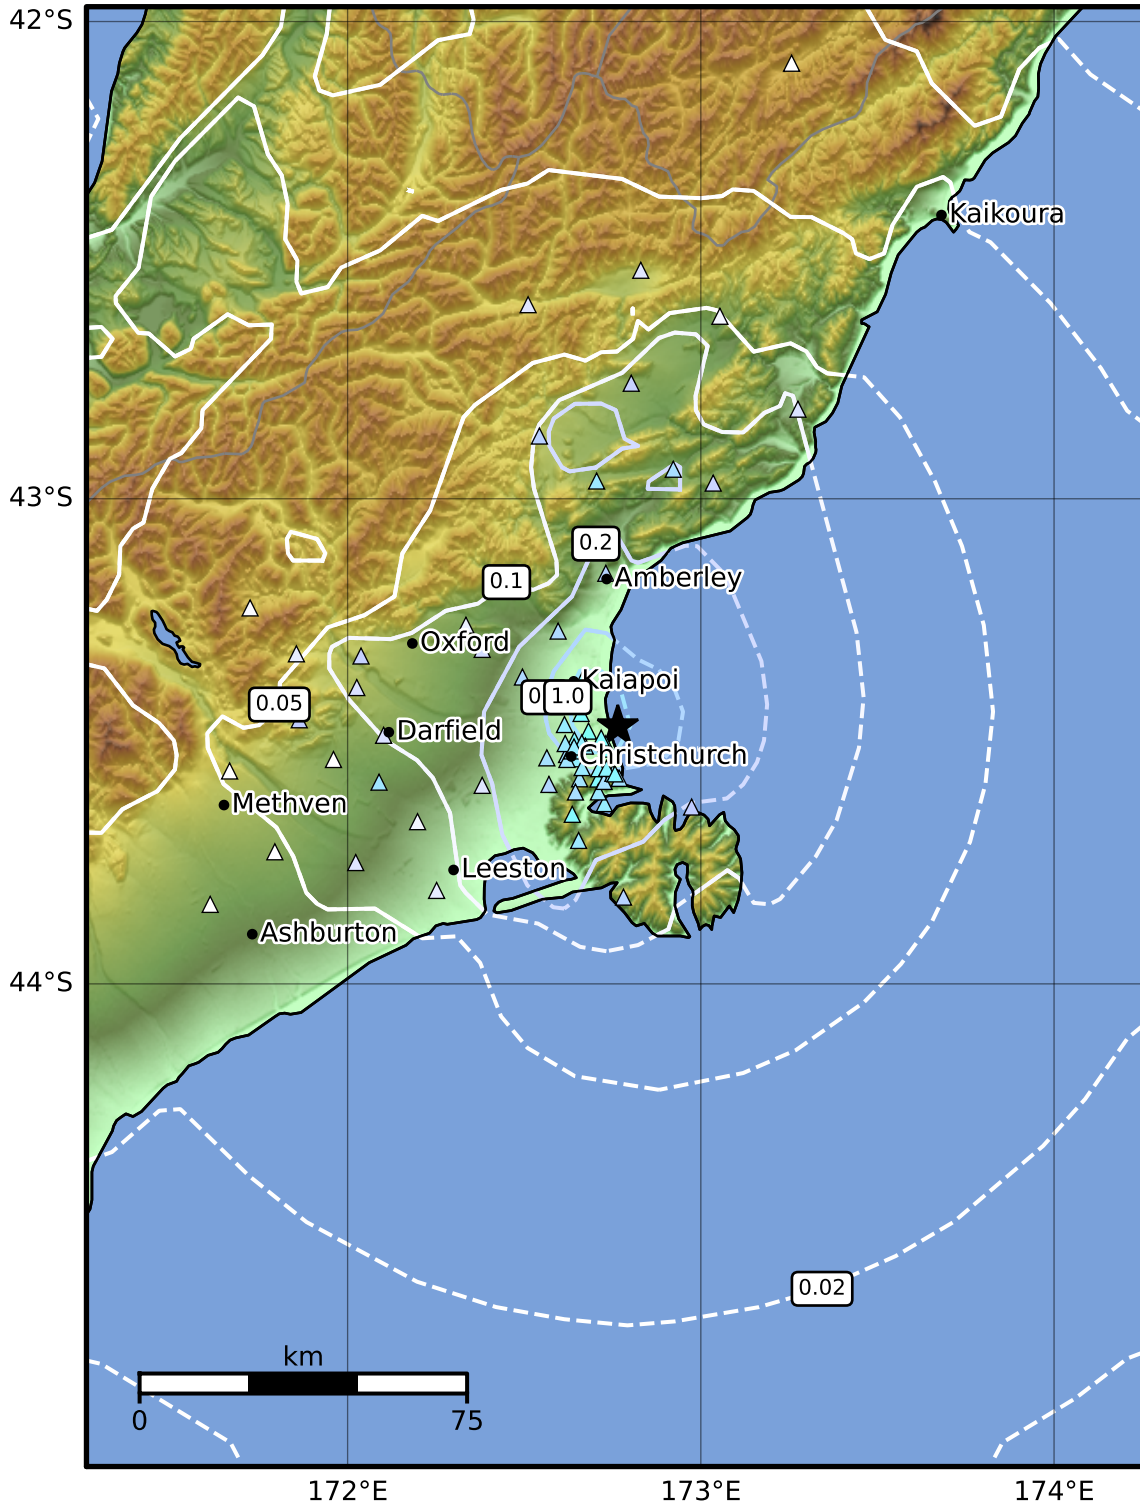 42°S
Kaikoura
43°S
0.2
0.1
Amberley
Oxford
Kaiapoi
0.05
1.0
Darfield
Christchurch
Methven
Leeston
Ashburton
44°S
0.02
km
0
75
172°E
173°E
174°E